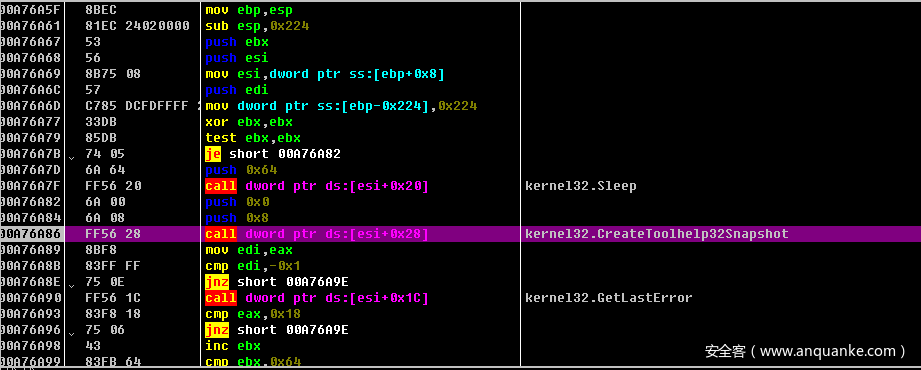 00A76A5F 8BEC mov ebp,esp
00A76A61 81EC 24020000 sub esp,0x224
00A76A67 53 push ebx
00A76A68 56 push esi
00A76A69 8B75 08 mov esi,dword ptr ss:[ebp+0x8]
00A76A6C 57 push edi
00A76A6D C785 DCFDFFFF mov dword ptr ss:[ebp-0x224],0x224
00A76A77 33DB xor ebx,ebx
00A76A79 85DB test ebx,ebx
00A76A7B 74 05 je short 00A76A82
00A76A7D 6A 64 push 0x64
00A76A7F FF56 20 call dword ptr ds:[esi+0x20] kernel32.Sleep
00A76A82 6A 00 push 0x0
00A76A84 6A 08 push 0x8
00A76A86 FF56 28 call dword ptr ds:[esi+0x28] kernel32.CreateToolhelp32Snapshot
00A76A89 8BF8 mov edi,eax
00A76A8B 83FF FF cmp edi,-0x1
00A76A8E 75 0E jnz short 00A76A9E
00A76A90 FF56 1C call dword ptr ds:[esi+0x1C] kernel32.GetLastError
00A76A93 83F8 18 cmp eax,0x18
00A76A96 75 06 jnz short 00A76A9E
00A76A98 43 inc ebx
00A76A99 83FB 64 cmp ebx,0x64
安全客（www.anquanke.com）